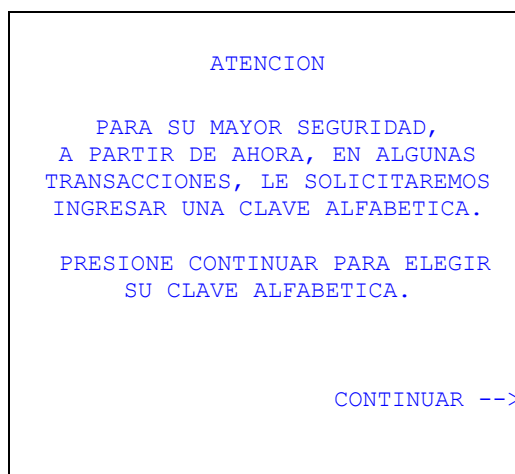 ATENCION
PARA SU MAYOR SEGURIDAD,
A PARTIR DE AHORA, EN ALGUNAS
TRANSACCIONES, LE SOLICITAREMOS
INGRESAR UNA CLAVE ALFABETICA.
PRESIONE CONTINUAR PARA ELEGIR
SU CLAVE ALFABETICA.
CONTINUAR -->